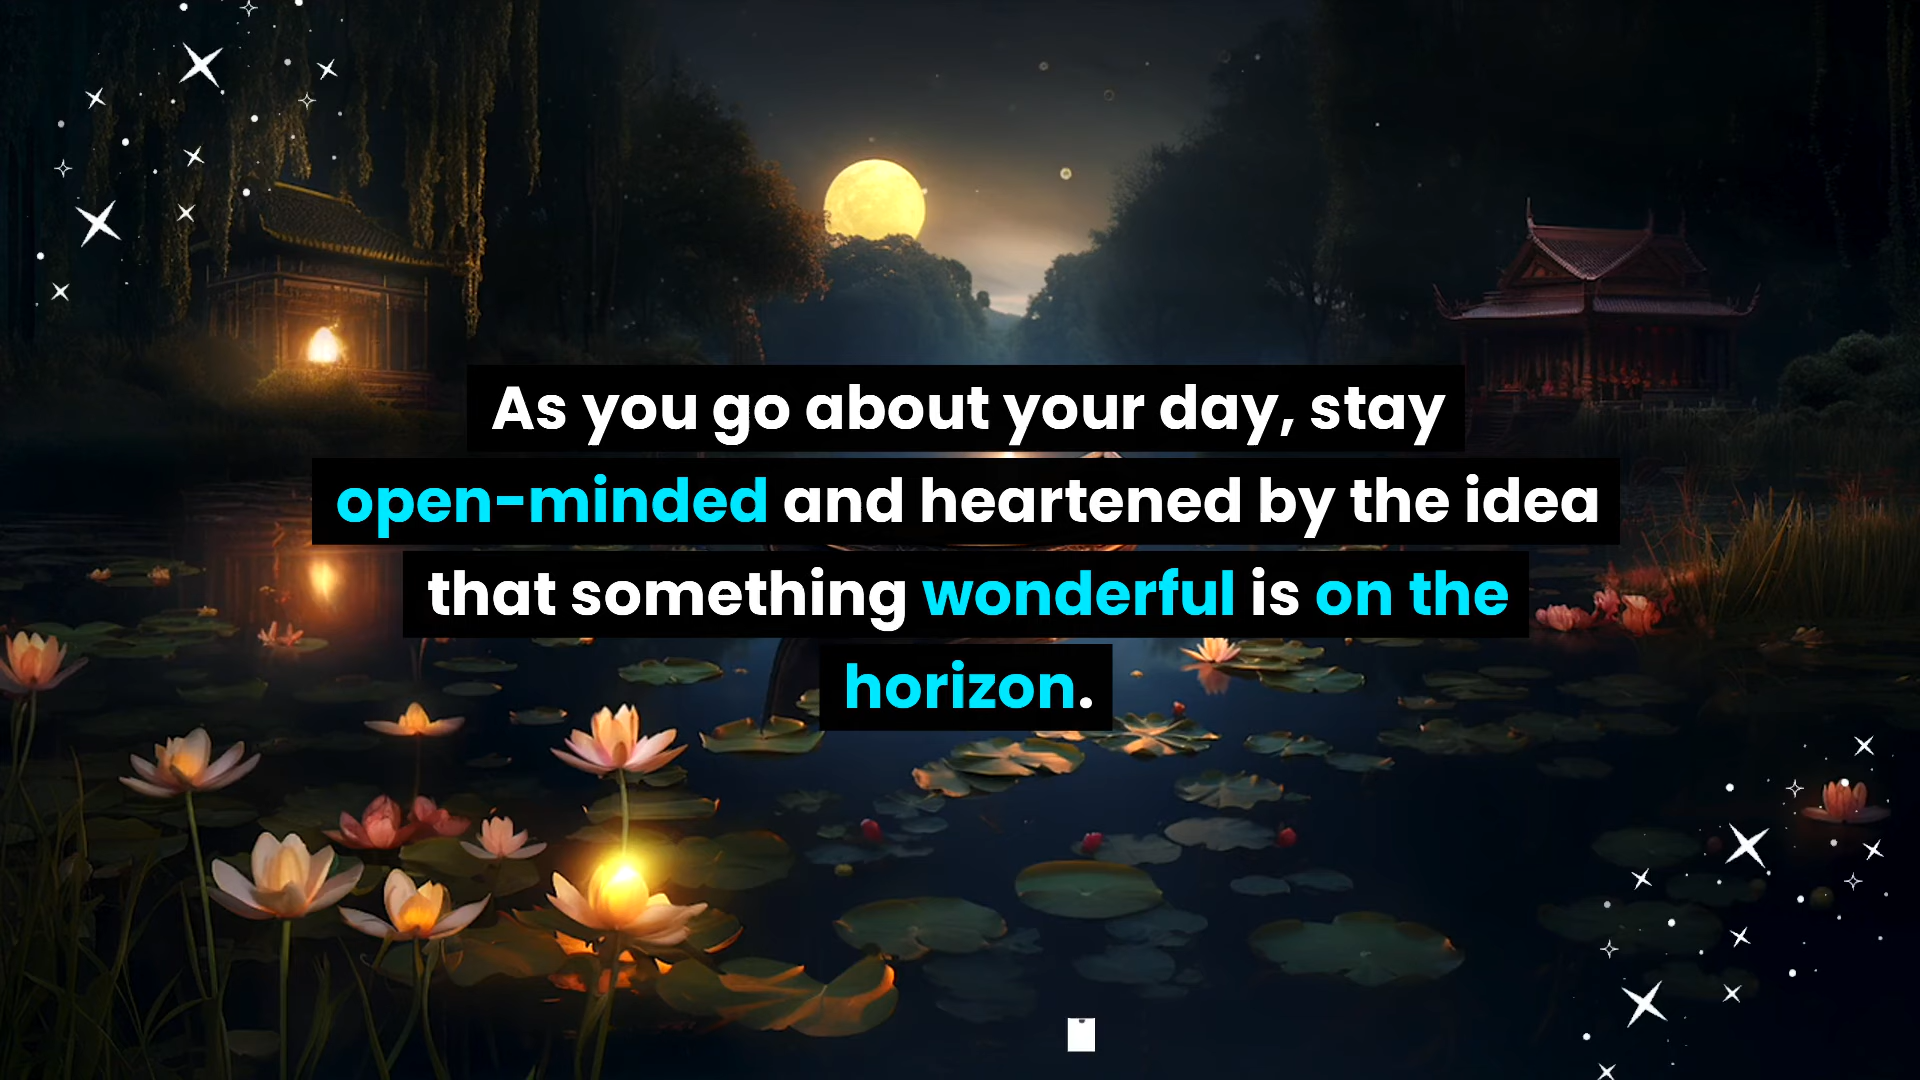 As you go about your day, stay
open-minded and heartened by the idea
that something wonderful is on the
horizon.